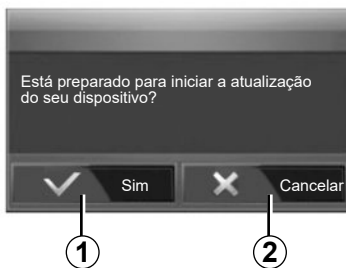 Está preparado para iniciar a atualização
do seu dispositivo?
Sim
Cancelar
1
2